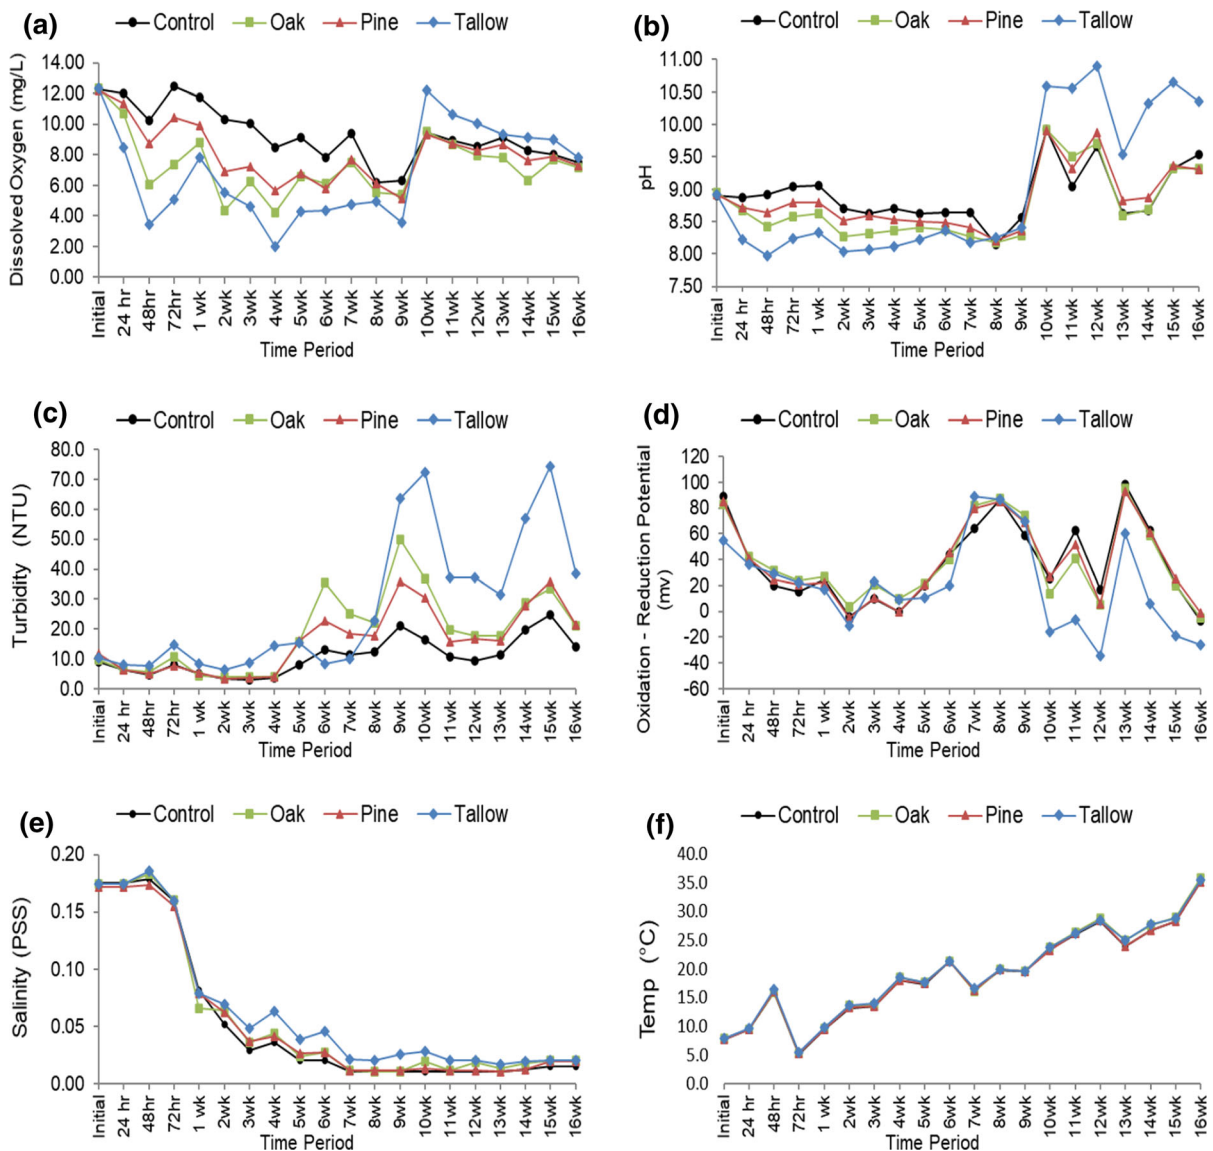 (a) Control Oak Pine Tallow
Dissolved Oxygen (mg/L)
14.00
12.00
10.00
8.00
6.00
4.00
2.00
0.00
Initial 24 hr 48hr 72hr 1 wk 2wk 3wk 4wk 5wk 6wk 7wk 8wk 9wk 10wk 11wk 12wk 13wk 14wk 15wk 16wk
Time Period
(b) Control Oak Pine Tallow
pH
11.00
10.50
10.00
9.50
9.00
8.50
8.00
7.50
Initial 24 hr 48hr 72hr 1 wk 2wk 3wk 4wk 5wk 6wk 7wk 8wk 9wk 10wk 11wk 12wk 13wk 14wk 15wk 16wk
Time Period
(c) Control Oak Pine Tallow
Turbidity (NTU)
80.0
70.0
60.0
50.0
40.0
30.0
20.0
10.0
0.0
Initial 24 hr 48hr 72hr 1 wk 2wk 3wk 4wk 5wk 6wk 7wk 8wk 9wk 10wk 11wk 12wk 13wk 14wk 15wk 16wk
Time Period
(d) Control Oak Pine Tallow
Oxidation - Reduction Potential
(mv)
120
100
80
60
40
20
0
-20
-40
-60
Initial 24 hr 48hr 72hr 1 wk 2wk 3wk 4wk 5wk 6wk 7wk 8wk 9wk 10wk 11wk 12wk 13wk 14wk 15wk 16wk
Time Period
(e) Control Oak Pine Tallow
Salinity (PSS)
0.20
0.15
0.10
0.05
0.00
Initial 24 hr 48hr 72hr 1 wk 2wk 3wk 4wk 5wk 6wk 7wk 8wk 9wk 10wk 11wk 12wk 13wk 14wk 15wk 16wk
Time Period
(f) Control Oak Pine Tallow
Temp (°C)
40.0
35.0
30.0
25.0
20.0
15.0
10.0
5.0
0.0
Initial 24 hr 48hr 72hr 1 wk 2wk 3wk 4wk 5wk 6wk 7wk 8wk 9wk 10wk 11wk 12wk 13wk 14wk 15wk 16wk
Time Period